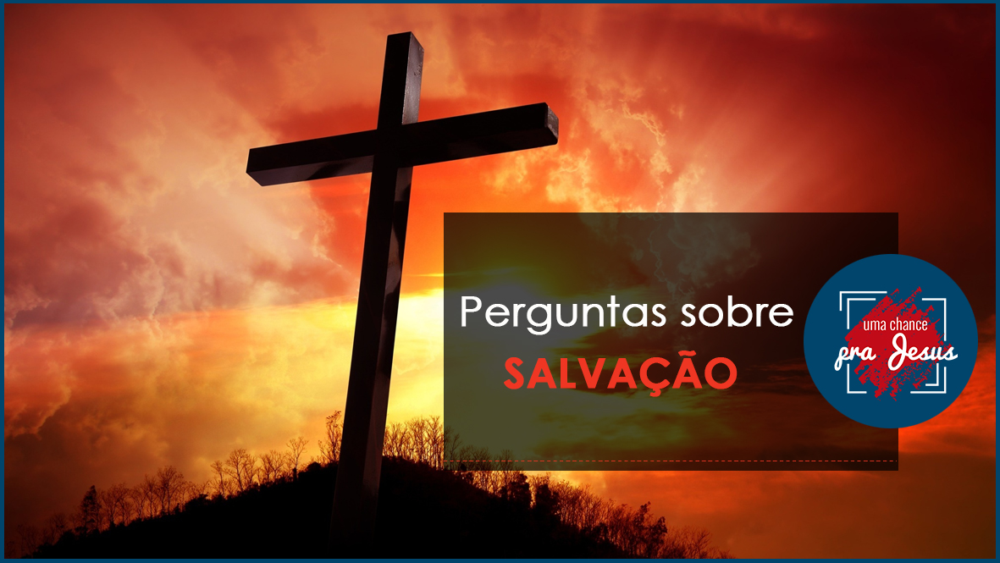 Perguntas sobre
SALVAÇÃO
uma chance
pra Jesus